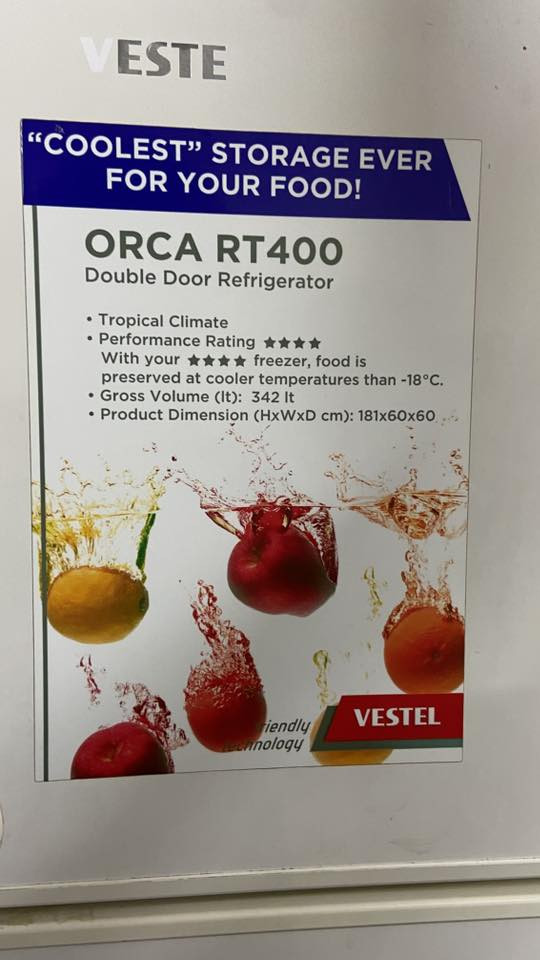 VESTE
“COOLEST” STORAGE EVER
FOR YOUR FOOD!
ORCA RT400
Double Door Refrigerator
• Tropical Climate
• Performance Rating ★★★★
With your ★★★★ freezer, food is
preserved at cooler temperatures than -18°C.
• Gross Volume (lt): 342 lt
• Product Dimension (HxWxD cm): 181x60x60
riendly
technology
VESTEL